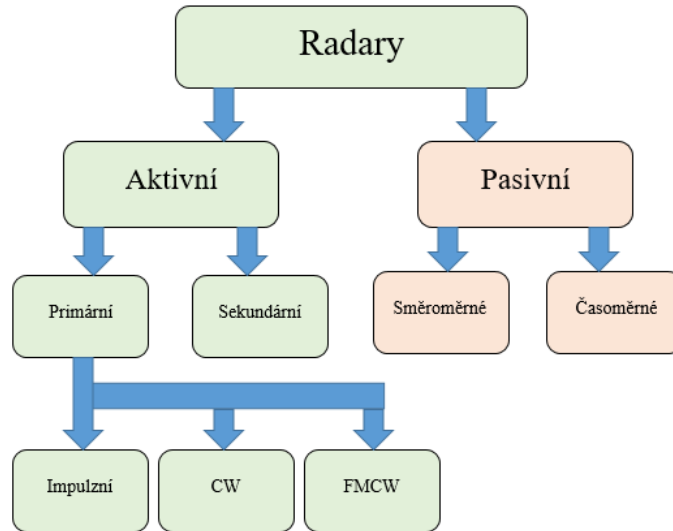 Radary
Aktivní
Pasivní
Primární
Sekundární
Směroměrné
Časoměrné
Impulzní
CW
FMCW